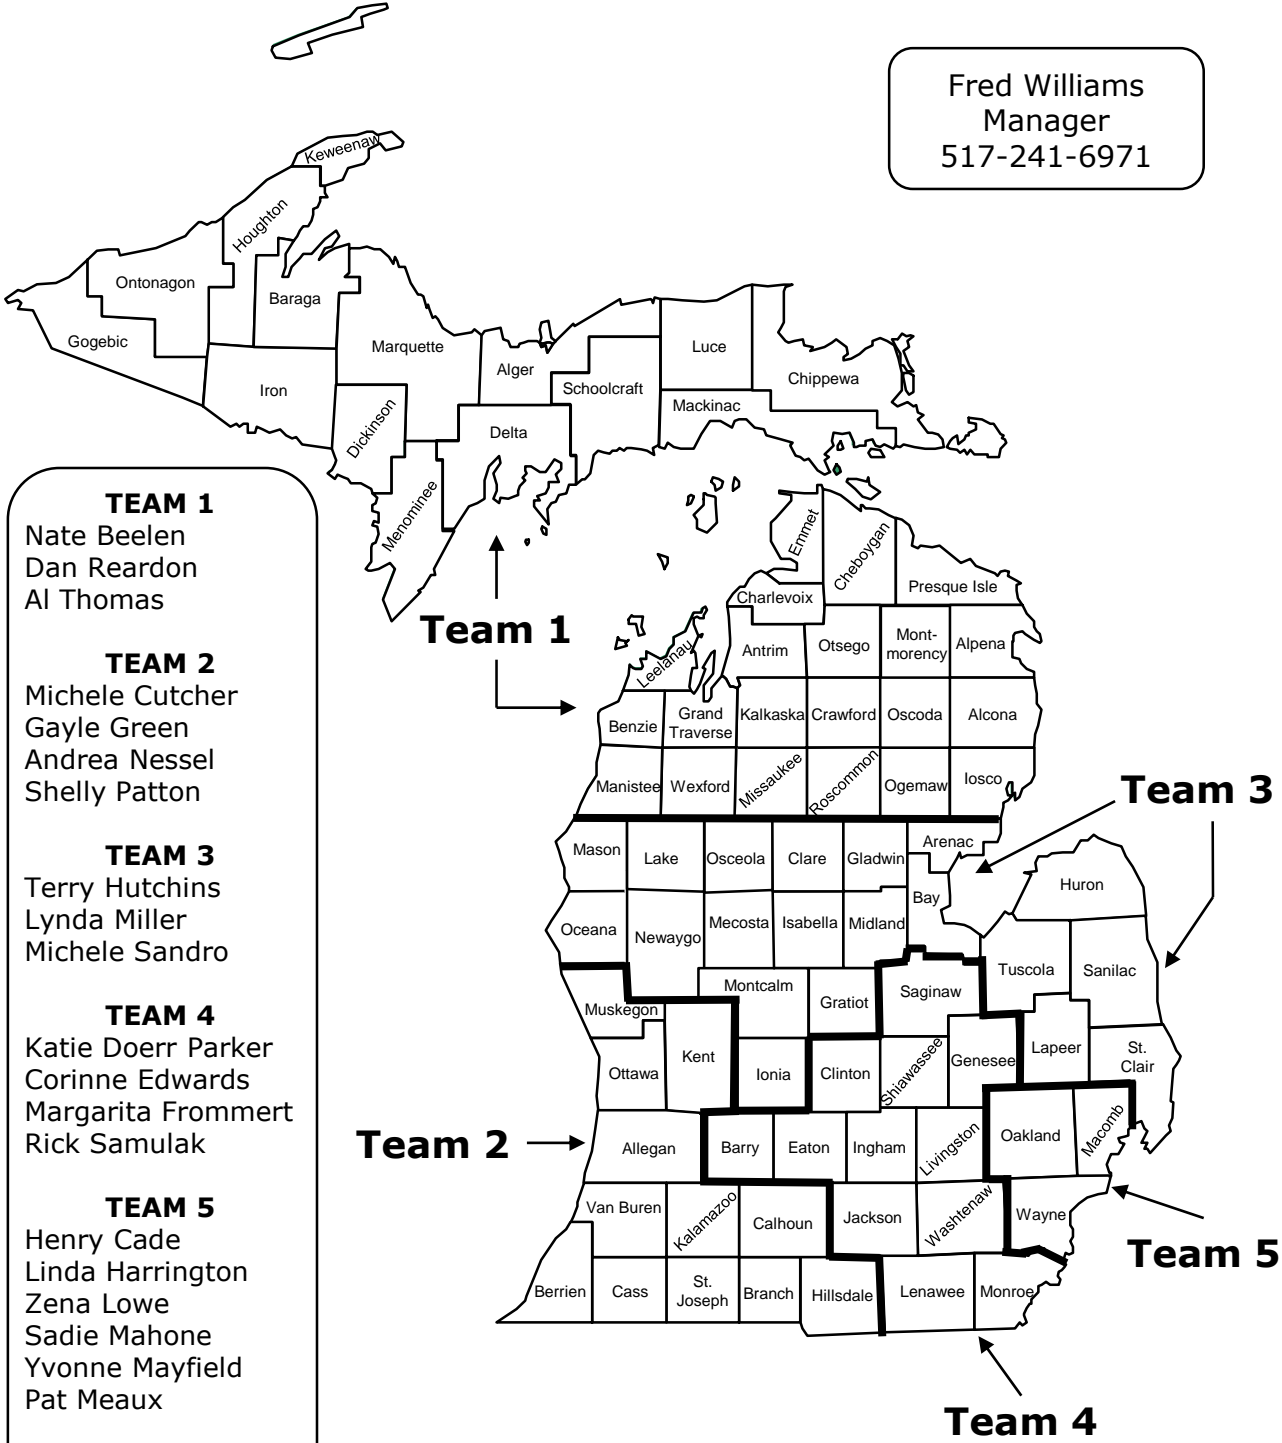 Fred Williams
Manager
517-241-6971
Keweenaw
Houghton
Ontonagon
Baraga
Gogebic
Marquette
Luce
Alger
Chippewa
Iron
Schoolcraft
Mackinac
Dickinson
Delta
Menominee
TEAM 1
Nate Beelen
Dan Reardon
Al Thomas
TEAM 2
Michele Cutcher
Gayle Green
Andrea Nessel
Shelly Patton
TEAM 3
Terry Hutchins
Lynda Miller
Michele Sandro
TEAM 4
Katie Doerr Parker
Corinne Edwards
Margarita Frommert
Rick Samulak
TEAM 5
Henry Cade
Linda Harrington
Zena Lowe
Sadie Mahone
Yvonne Mayfield
Pat Meaux
Team 1
Emmet
Cheboygan
Presque Isle
Charlevoix
Leelanau
Antrim
Otsego
Mont-
morency
Alpena
Benzie
Grand
Traverse
Kalkaska
Crawford
Oscoda
Alcona
Manistee
Wexford
Missaukee
Roscommon
Ogemaw
Iosco
Team 3
Mason
Lake
Osceola
Clare
Gladwin
Arenac
Huron
Bay
Oceana
Newaygo
Mecosta
Isabella
Midland
Tuscola
Sanilac
Muskegon
Montcalm
Gratiot
Saginaw
Kent
Ottawa
Ionia
Clinton
Shiawassee
Genesee
Lapeer
St.
Clair
Team 2
Allegan
Barry
Eaton
Ingham
Livingston
Oakland
Macomb
Van Buren
Kalamazoo
Calhoun
Jackson
Washtenaw
Wayne
Team 5
Berrien
Cass
St.
Joseph
Branch
Hillsdale
Lenawee
Monroe
Team 4